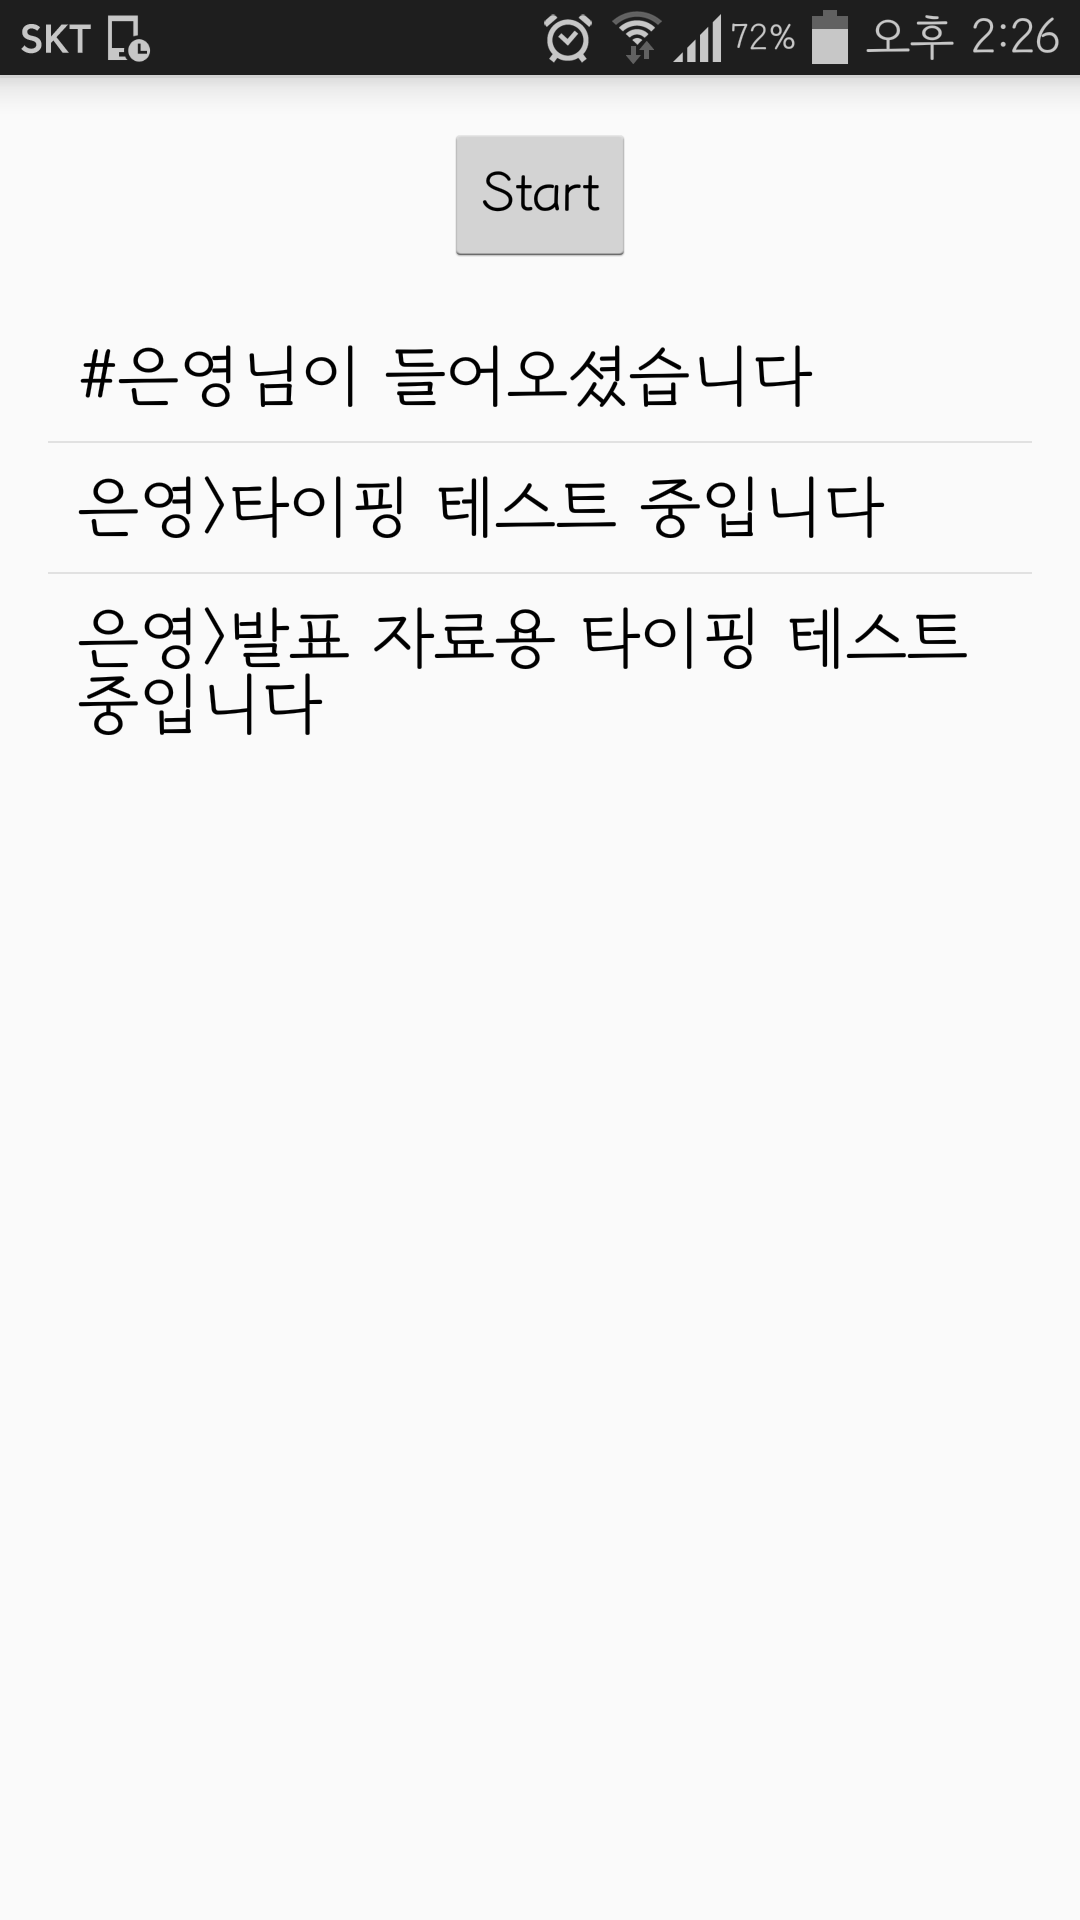 SKT 72% 오후 2:26
Start
#은영님이 들어오셨습니다
은영>타이핑 테스트 중입니다
은영>발표 자료용 타이핑 테스트
중입니다